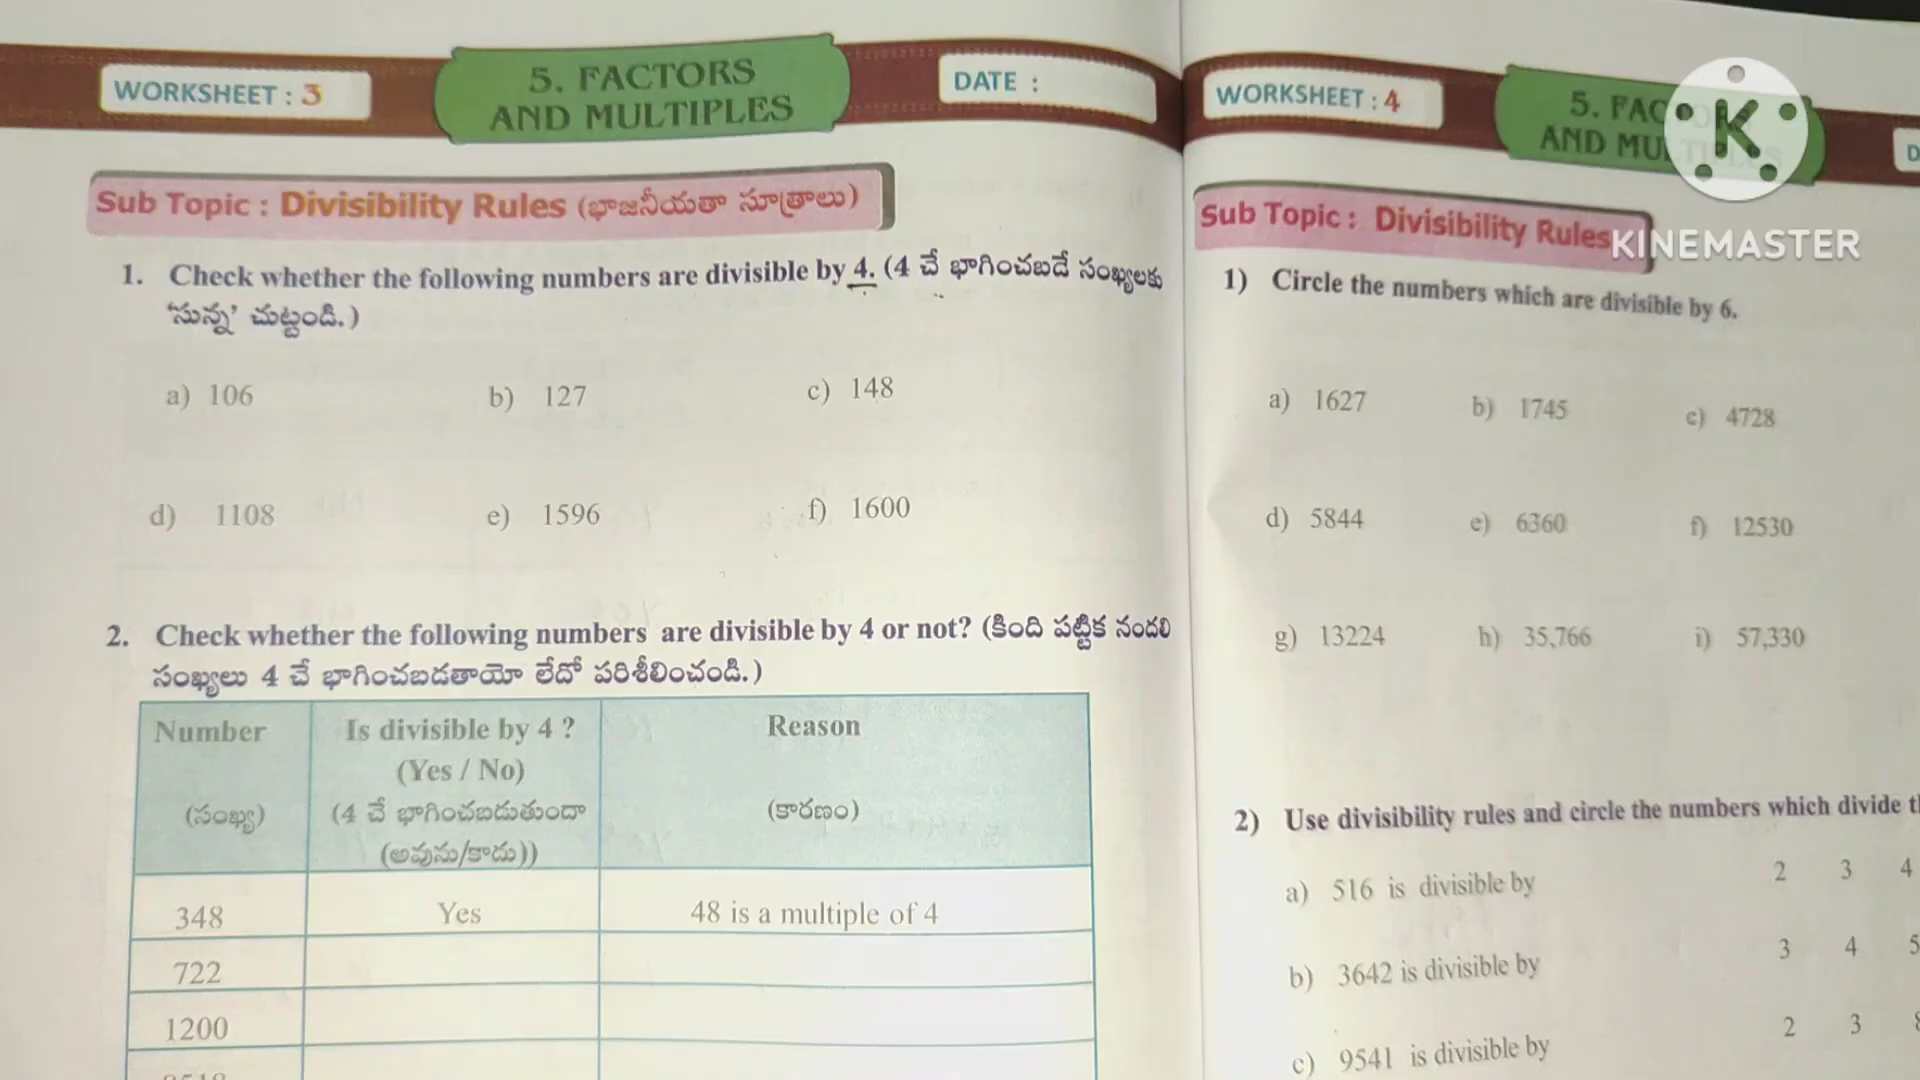 WORKSHEET : 3
5. FACTORS
AND MULTIPLES
DATE :
Sub Topic : Divisibility Rules (భాజనీయతా సూత్రాలు)
1. Check whether the following numbers are divisible by 4. (4 చే భాగించబడే సంఖ్యలకు
'సున్న' చుట్టండి.)
a) 106 b) 127 c) 148
d) 1108 e) 1596 f) 1600
2. Check whether the following numbers are divisible by 4 or not? (కింది పట్టిక నందలి
సంఖ్యలు 4 చే భాగించబడతాయో లేదో పరిశీలించండి.)
Number Is divisible by 4 ? Reason
(Yes / No)
(సంఖ్య) (4 చే భాగించబడుతుందా (కారణం)
(అవును/కాదు))
348 Yes 48 is a multiple of 4
722
1200
WORKSHEET : 4
5. FAC
AND MU
K
KINEMASTER
Sub Topic : Divisibility Rules
1) Circle the numbers which are divisible by 6.
a) 1627 b) 1745 c) 4728
d) 5844 e) 6360 f) 12530
g) 13224 h) 35,766 i) 57,330
2) Use divisibility rules and circle the numbers which divide
a) 516 is divisible by 2 3 4
b) 3642 is divisible by 3 4 5
c) 9541 is divisible by 2 3